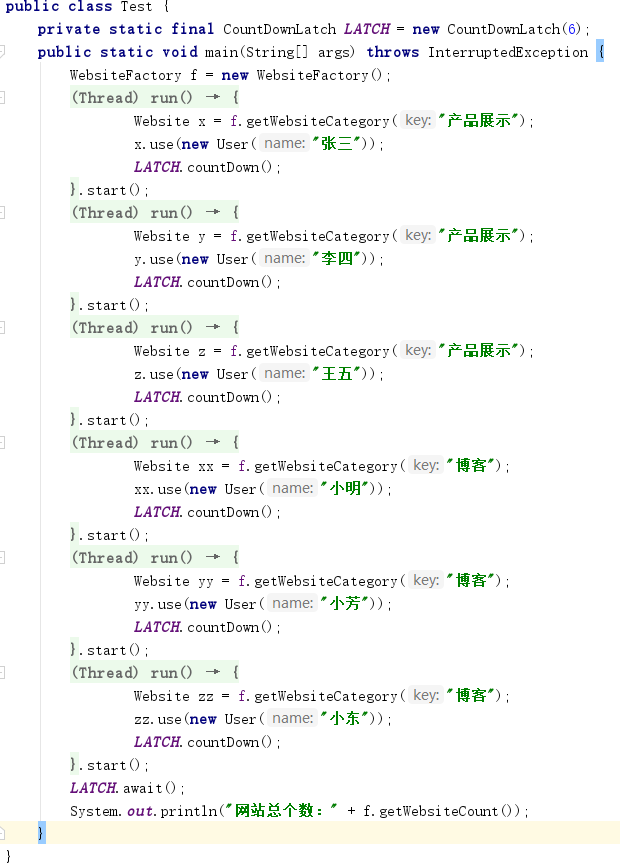 public class Test {
private static final CountDownLatch LATCH = new CountDownLatch(6);
public static void main(String[] args) throws InterruptedException {
WebsiteFactory f = new WebsiteFactory();
(Thread) run() → {
Website x = f.getWebsiteCategory( key: "产品展示");
x.use(new User( name: "张三"));
LATCH.countDown();
}.start();
(Thread) run() → {
Website y = f.getWebsiteCategory( key: "产品展示");
y.use(new User( name: "李四"));
LATCH.countDown();
}.start();
(Thread) run() → {
Website z = f.getWebsiteCategory( key: "产品展示");
z.use(new User( name: "王五"));
LATCH.countDown();
}.start();
(Thread) run() → {
Website xx = f.getWebsiteCategory( key: "博客");
xx.use(new User( name: "小明"));
LATCH.countDown();
}.start();
(Thread) run() → {
Website yy = f.getWebsiteCategory( key: "博客");
yy.use(new User( name: "小芳"));
LATCH.countDown();
}.start();
(Thread) run() → {
Website zz = f.getWebsiteCategory( key: "博客");
zz.use(new User( name: "小东"));
LATCH.countDown();
}.start();
LATCH.await();
System.out.println("网站总个数：" + f.getWebsiteCount());
}
}